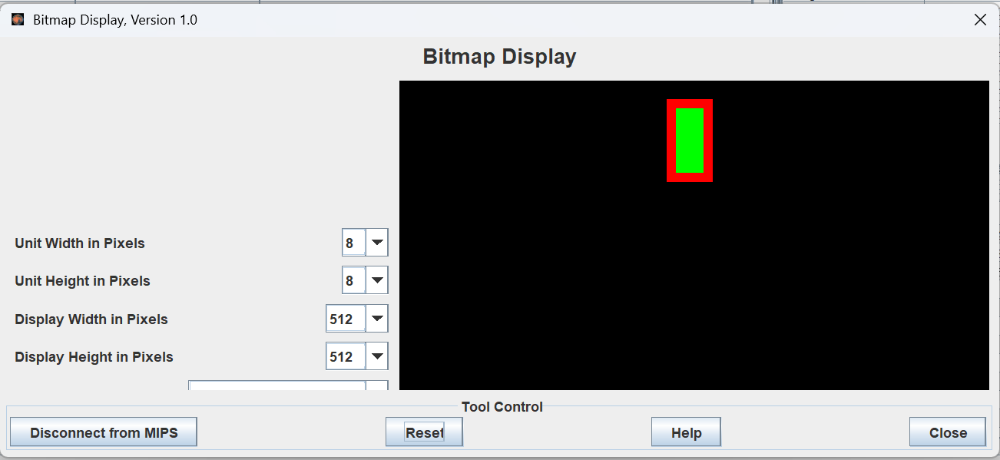 Bitmap Display, Version 1.0
Bitmap Display
Unit Width in Pixels 8
Unit Height in Pixels 8
Display Width in Pixels 512
Display Height in Pixels 512
Tool Control
Disconnect from MIPS Reset Help Close